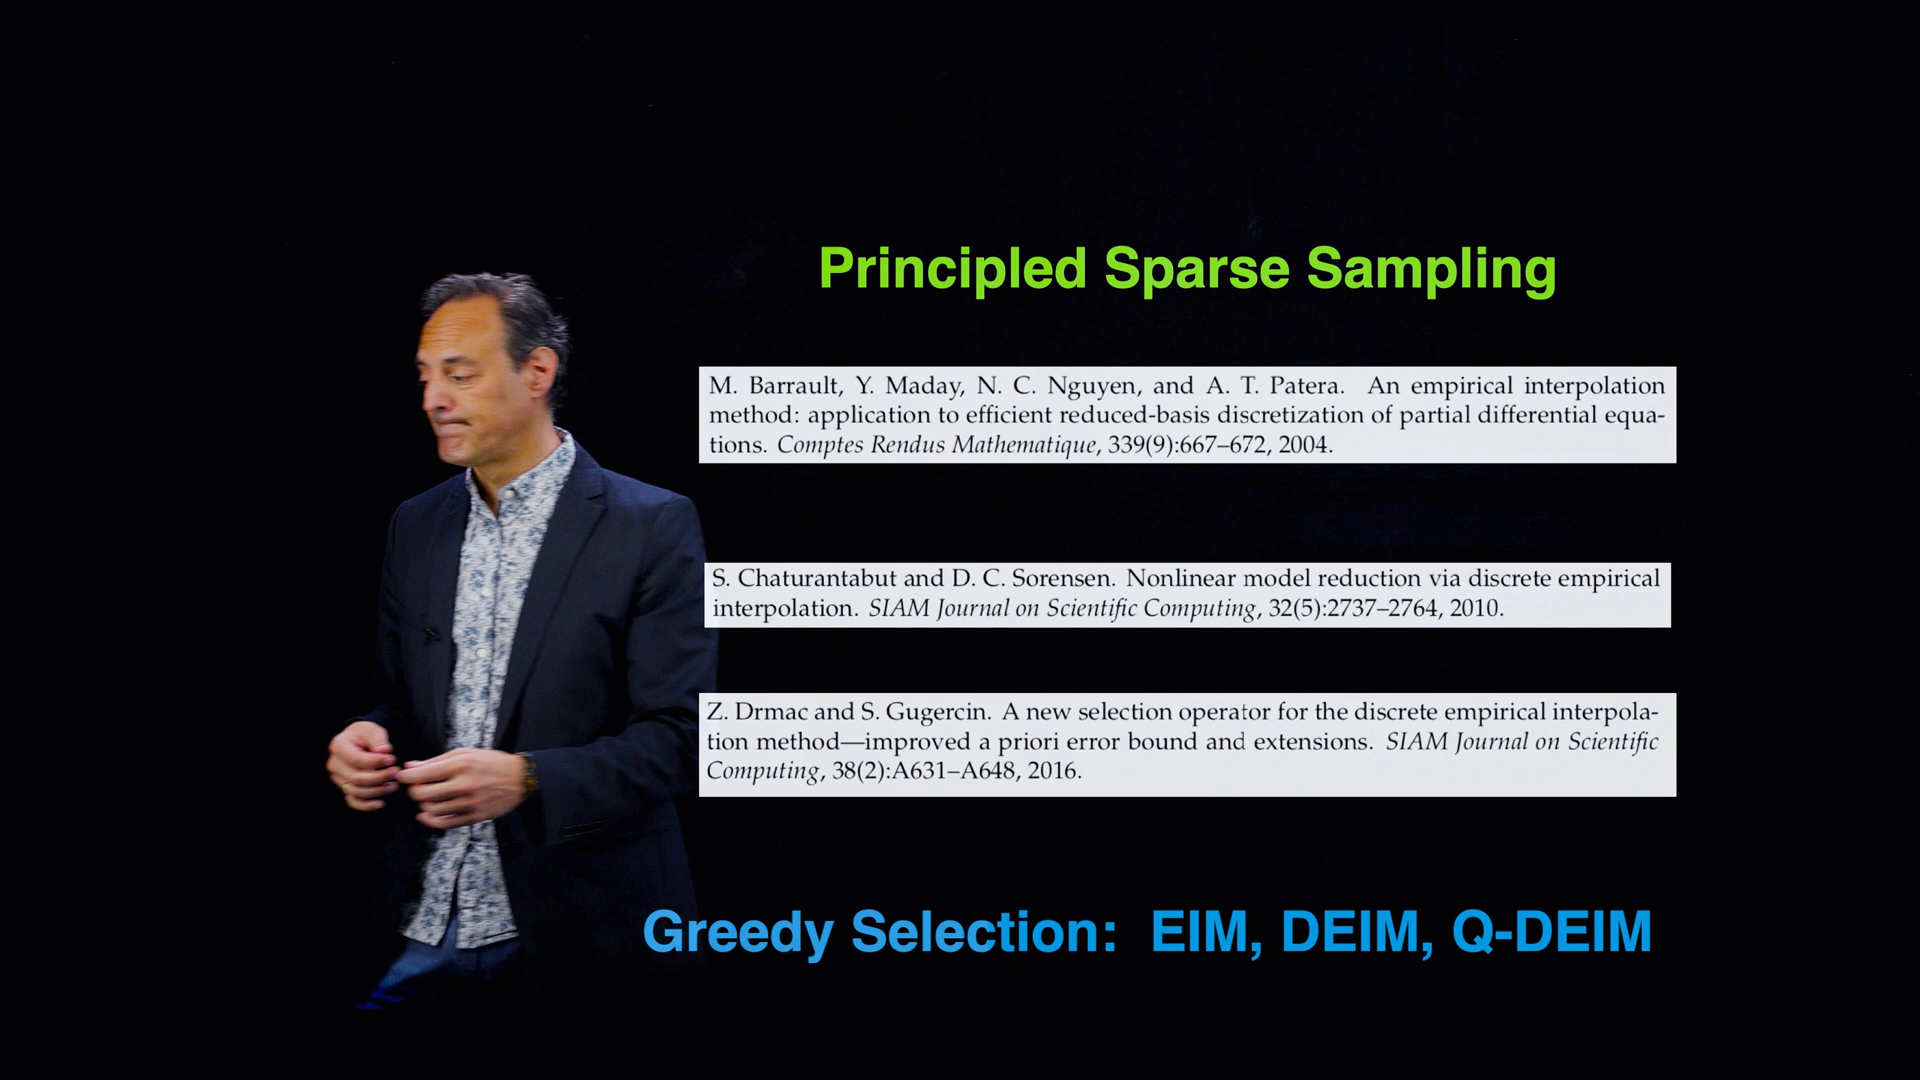 Principled Sparse Sampling
M. Barrault, Y. Maday, N. C. Nguyen, and A. T. Patera. An empirical interpolation
method: application to efficient reduced-basis discretization of partial differential equa-
tions. Comptes Rendus Mathematique, 339(9):667–672, 2004.
S. Chaturantabut and D. C. Sorensen. Nonlinear model reduction via discrete empirical
interpolation. SIAM Journal on Scientific Computing, 32(5):2737–2764, 2010.
Z. Drmac and S. Gugercin. A new selection operator for the discrete empirical interpola-
tion method—improved a priori error bound and extensions. SIAM Journal on Scientific
Computing, 38(2):A631–A648, 2016.
Greedy Selection: EIM, DEIM, Q-DEIM